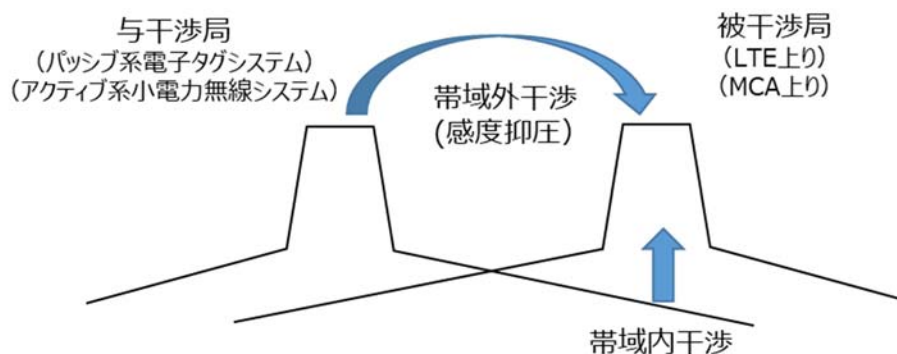 与干渉局
(パッシブ系電子タグシステム)
(アクティブ系小電力無線システム)
帯域外干渉
(感度抑圧)
被干渉局
(LTE上り)
(MCA上り)
帯域内干渉